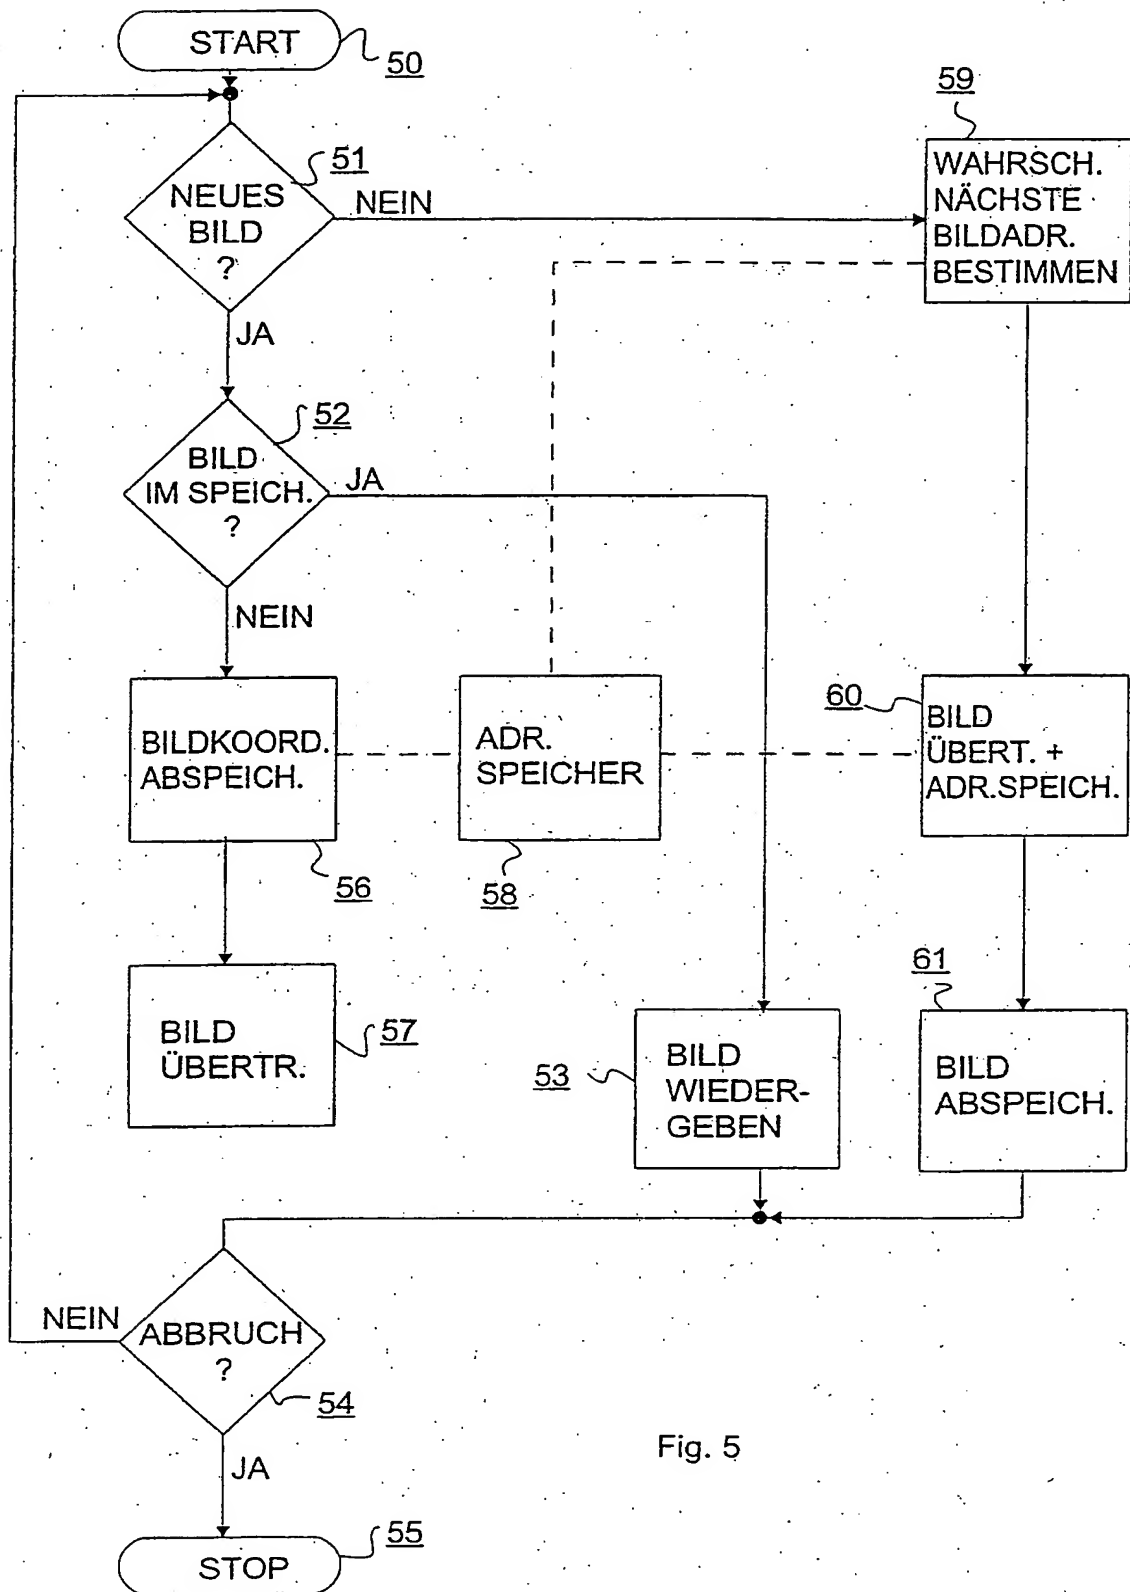 START
50
59
51
NEUES
BILD
?
NEIN
WAHRSCH.
NÄCHSTE
BILDADR.
BESTIMMEN
JA
52
BILD
IM SPEICH.
?
JA
NEIN
60
BILDKOORD.
ABSPEICH.
ADR.
SPEICHER
BILD
ÜBERT. +
ADR.SPEICH.
56
58
61
BILD
ÜBERTR.
57
53
BILD
WIEDER-
GEBEN
BILD
ABSPEICH.
NEIN
ABBRUCH
?
54
JA
Fig. 5
STOP
55